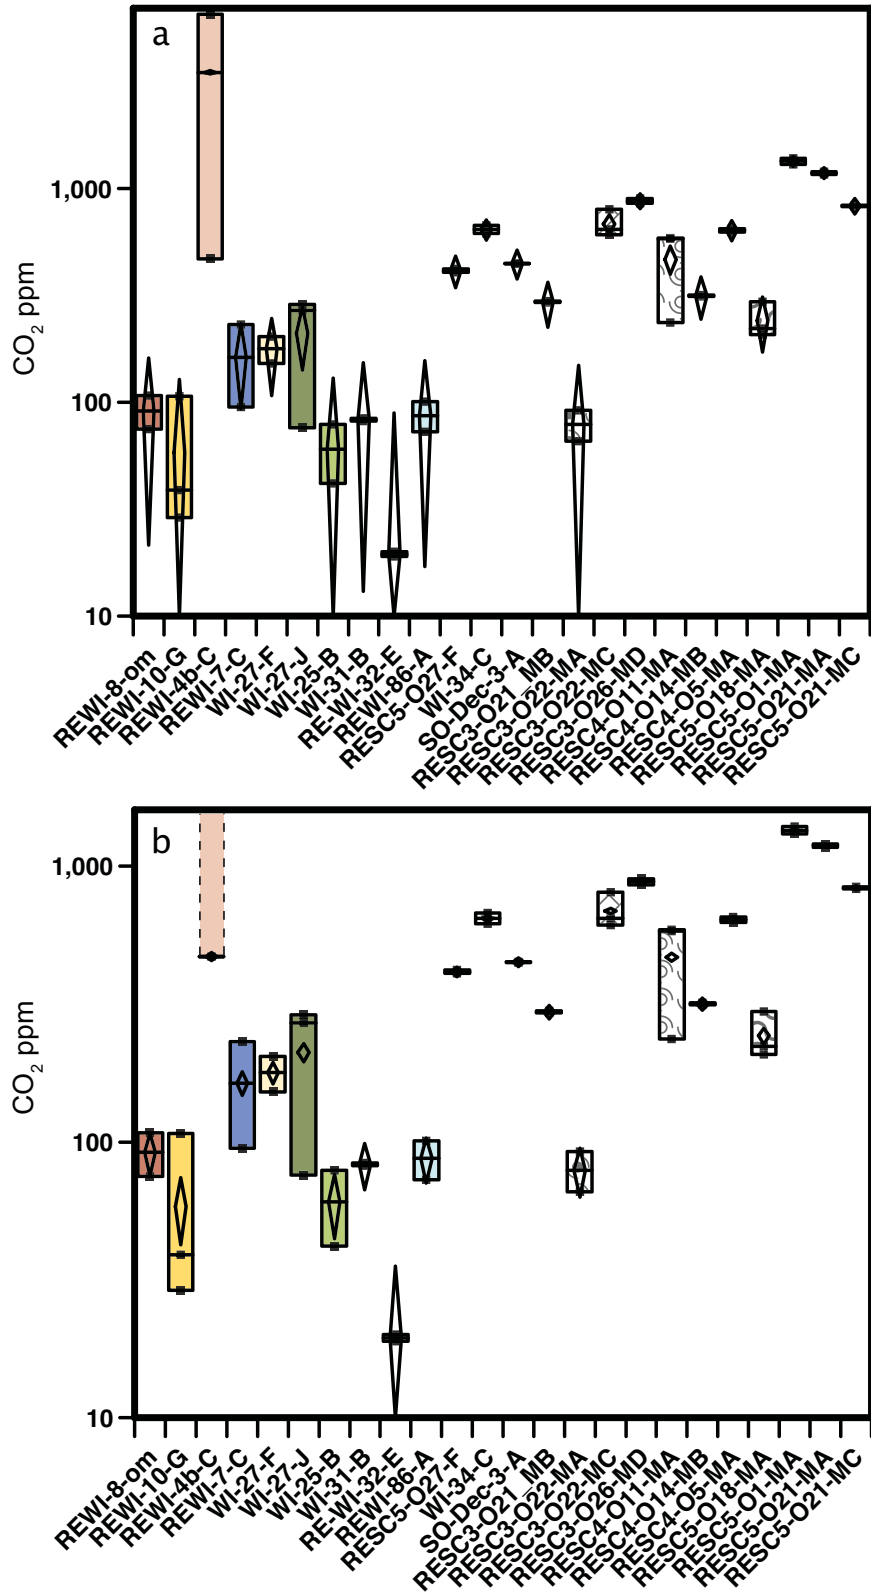 a
CO2 ppm
1,000
100
10
REWI-8-om
REWI-10-G
REWI-4b-C
REWI-7-C
WI-27-F
WI-27-J
WI-25-B
WI-31-B
RE-WI-32-E
REWI-86-A
RESC5-O27-F
WI-34-C
SO-Dec-3-A
RESC3-O21_MB
RESC3-O22-MA
RESC3-O22-MC
RESC3-O26-MD
RESC4-O11-MA
RESC4-O14-MB
RESC4-O5-MA
RESC5-O18-MA
RESC5-O1-MA
RESC5-O21-MA
RESC5-O21-MC
b
CO2 ppm
1,000
100
10
REWI-8-om
REWI-10-G
REWI-4b-C
REWI-7-C
WI-27-F
WI-27-J
WI-25-B
WI-31-B
RE-WI-32-E
REWI-86-A
RESC5-O27-F
WI-34-C
SO-Dec-3-A
RESC3-O21_MB
RESC3-O22-MA
RESC3-O22-MC
RESC3-O26-MD
RESC4-O11-MA
RESC4-O14-MB
RESC4-O5-MA
RESC5-O18-MA
RESC5-O1-MA
RESC5-O21-MA
RESC5-O21-MC